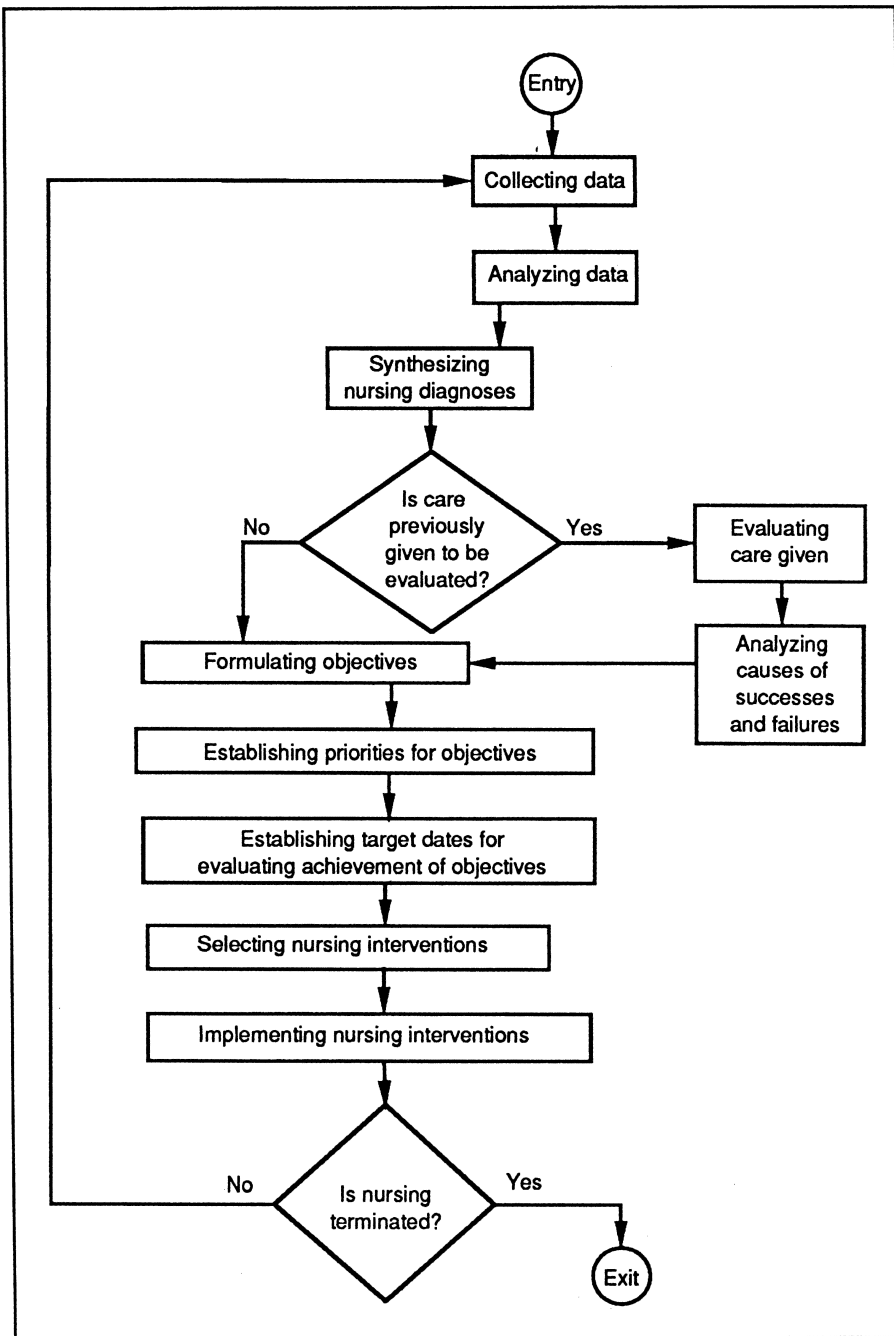 Entry
Collecting data
Analyzing data
Synthesizing
nursing diagnoses
Is care
previously
given to be
evaluated?
No
Yes
Evaluating
care given
Analyzing
causes of
successes
and failures
Formulating objectives
Establishing priorities for objectives
Establishing target dates for
evaluating achievement of objectives
Selecting nursing interventions
Implementing nursing interventions
Is nursing
terminated?
No
Yes
Exit